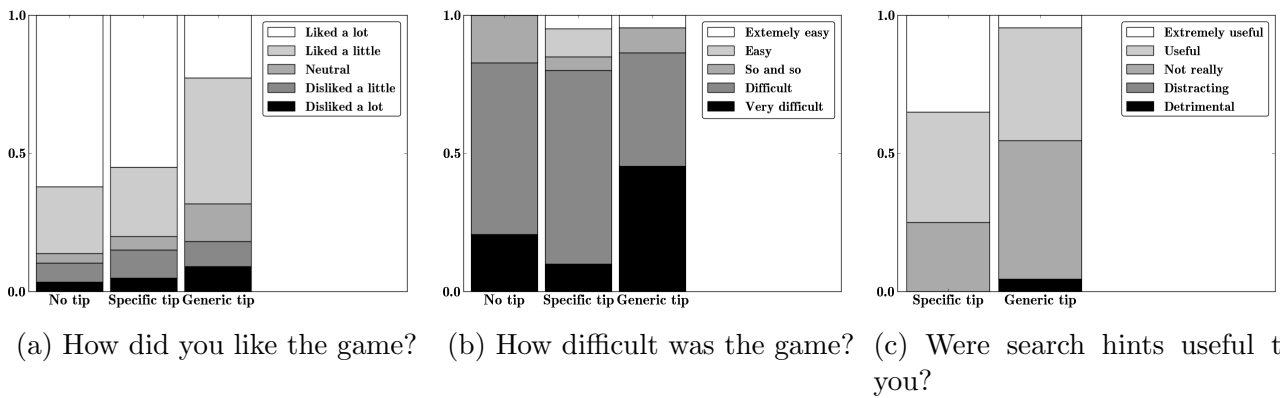 1.0
0.5
0.0
Liked a lot
Liked a little
Neutral
Disliked a little
Disliked a lot
No tip Specific tip Generic tip
(a) How did you like the game?
1.0
0.5
0.0
Extemely easy
Easy
So and so
Difficult
Very difficult
No tip Specific tip Generic tip
(b) How difficult was the game?
1.0
0.5
0.0
Extremely useful
Useful
Not really
Distracting
Detrimental
Specific tip Generic tip
(c) Were search hints useful t
you?